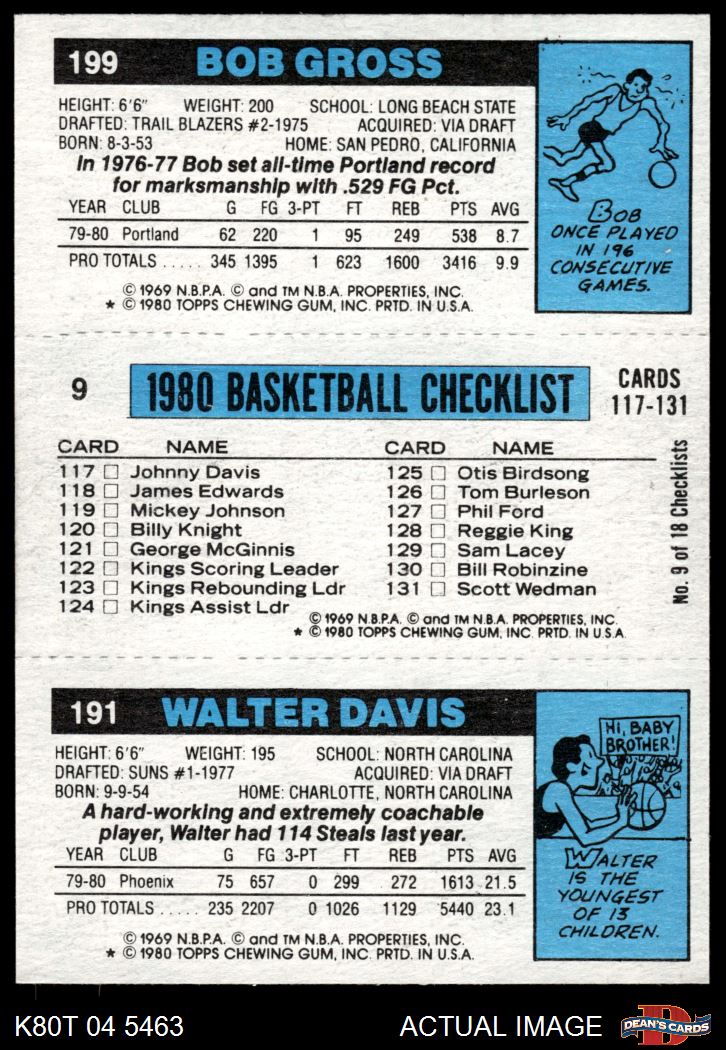 199 BOB GROSS
HEIGHT: 6'6" WEIGHT: 200 SCHOOL: LONG BEACH STATE
DRAFTED: TRAIL BLAZERS #2-1975 ACQUIRED: VIA DRAFT
BORN: 8-3-53 HOME: SAN PEDRO, CALIFORNIA
In 1976-77 Bob set all-time Portland record
for marksmanship with .529 FG Pct.
YEAR CLUB G FG 3-PT FT REB PTS AVG
79-80 Portland 62 220 1 95 249 538 8.7
PRO TOTALS ..... 345 1395 1 623 1600 3416 9.9
© 1969 N.B.P.A. © and TM N.B.A. PROPERTIES, INC.
★ © 1980 TOPPS CHEWING GUM, INC. PRTD. IN U.S.A.
BOB
ONCE PLAYED
IN 196
CONSECUTIVE
GAMES.
9 1980 BASKETBALL CHECKLIST CARDS
117-131
CARD NAME
117 □ Johnny Davis
118 □ James Edwards
119 □ Mickey Johnson
120 □ Billy Knight
121 □ George McGinnis
122 □ Kings Scoring Leader
123 □ Kings Rebounding Ldr
124 □ Kings Assist Ldr
CARD NAME
125 □ Otis Birdsong
126 □ Tom Burleson
127 □ Phil Ford
128 □ Reggie King
129 □ Sam Lacey
130 □ Bill Robinzine
131 □ Scott Wedman
© 1969 N.B.P.A. © and TM N.B.A. PROPERTIES, INC.
★ © 1980 TOPPS CHEWING GUM, INC. PRTD. IN U.S.A.
No. 9 of 18 Checklists
191 WALTER DAVIS
HEIGHT: 6'6" WEIGHT: 195 SCHOOL: NORTH CAROLINA
DRAFTED: SUNS #1-1977 ACQUIRED: VIA DRAFT
BORN: 9-9-54 HOME: CHARLOTTE, NORTH CAROLINA
A hard-working and extremely coachable
player, Walter had 114 Steals last year.
YEAR CLUB G FG 3-PT FT REB PTS AVG
79-80 Phoenix 75 657 0 299 272 1613 21.5
PRO TOTALS ..... 235 2207 0 1026 1129 5440 23.1
© 1969 N.B.P.A. © and TM N.B.A. PROPERTIES, INC.
★ © 1980 TOPPS CHEWING GUM, INC. PRTD. IN U.S.A.
HI, BABY
BROTHER!
WALTER
IS THE
YOUNGEST
OF 13
CHILDREN.
K80T 04 5463 ACTUAL IMAGE
D
DEAN'S CARDS